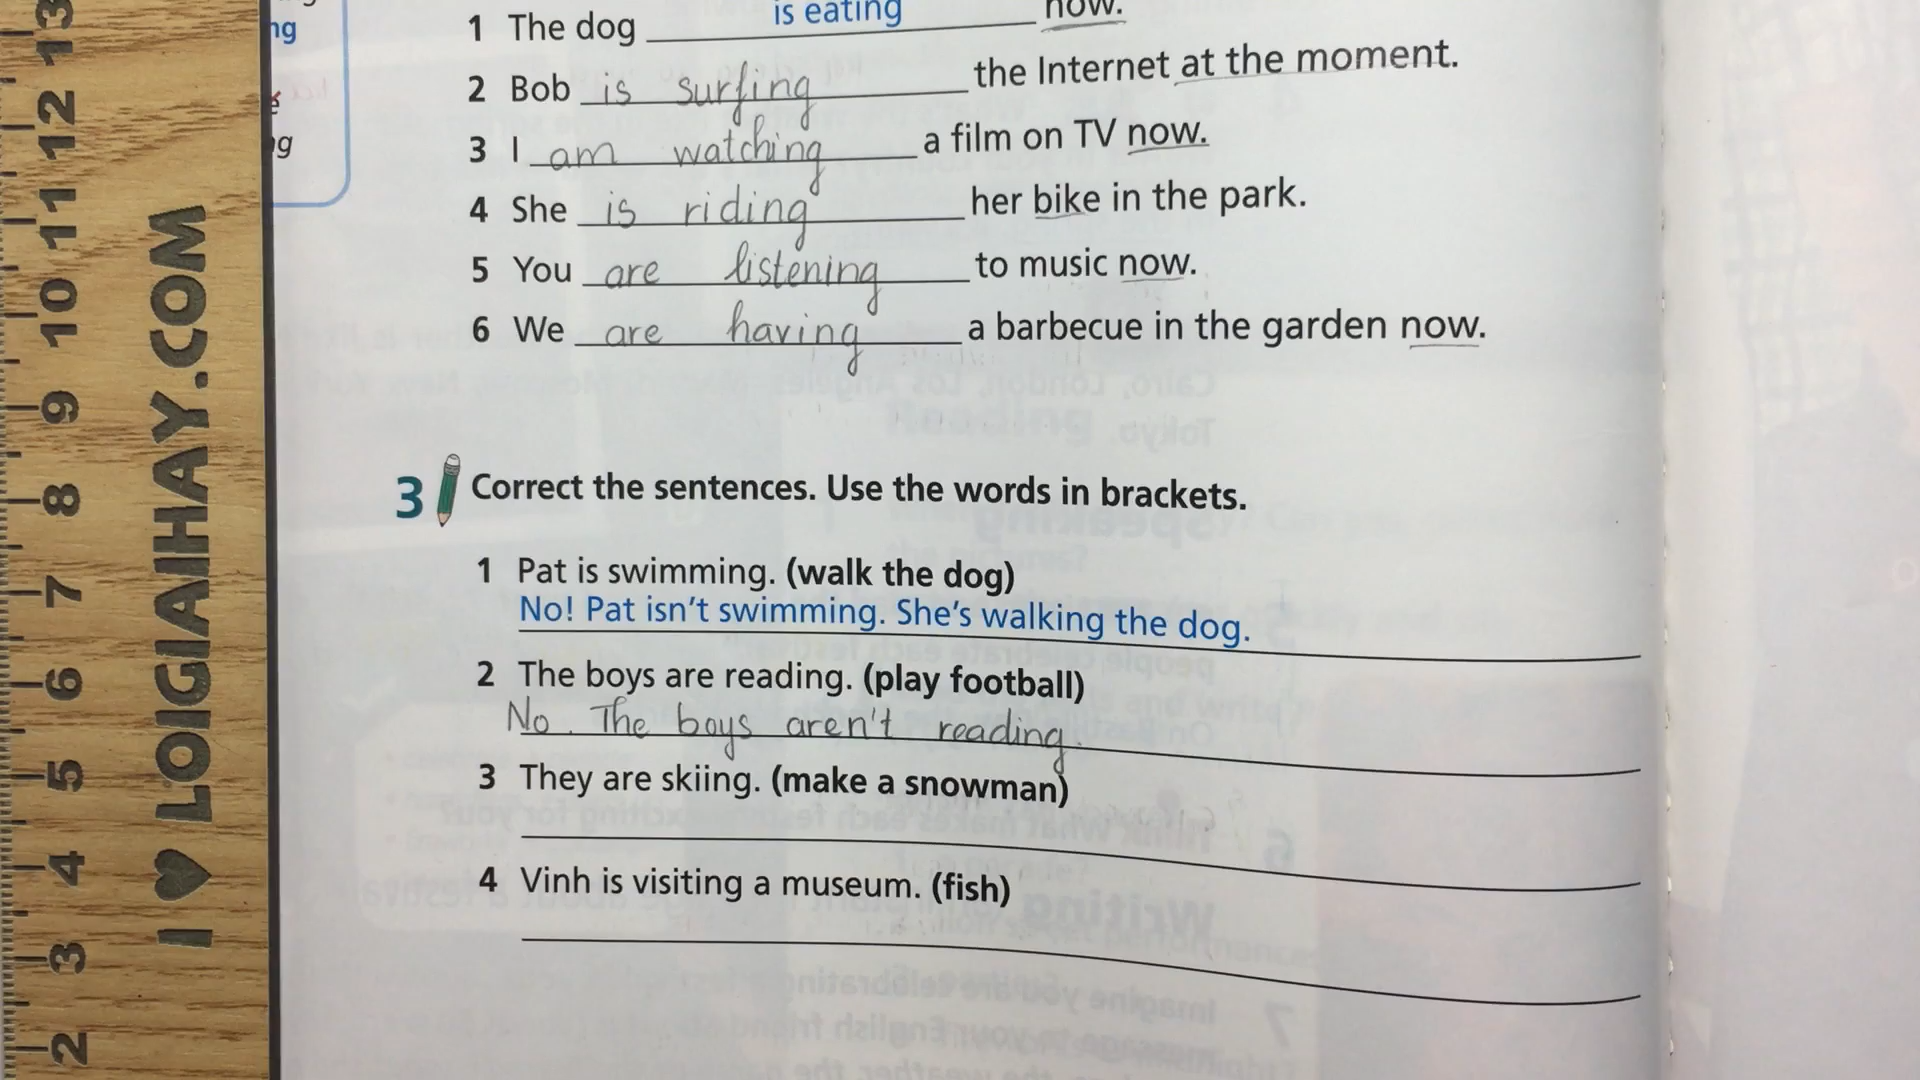 ng
1 The dog is eating now.
2 Bob is surfing the Internet at the moment.
g
3 I am watching a film on TV now.
4 She is riding her bike in the park.
5 You are listening to music now.
6 We are having a barbecue in the garden now.
3 Correct the sentences. Use the words in brackets.
1 Pat is swimming. (walk the dog)
No! Pat isn't swimming. She's walking the dog.
2 The boys are reading. (play football)
No. The boys aren't reading.
3 They are skiing. (make a snowman)
4 Vinh is visiting a museum. (fish)
I ♥ LOIGIAIHAY.COM
2 3 4 5 6 7 8 9 10 11 12 13